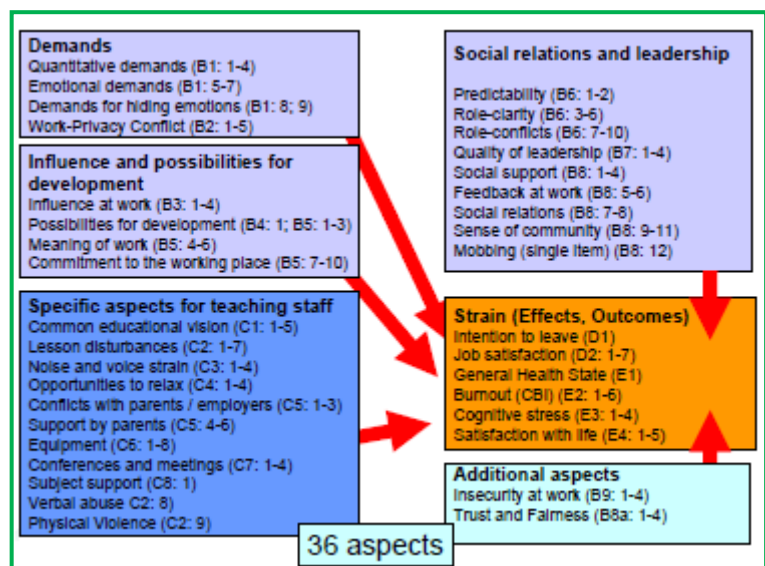 Demands
Quantitative demands (B1: 1-4)
Emotional demands (B1: 5-7)
Demands for hiding emotions (B1: 8; 9)
Work-Privacy Conflict (B2: 1-5)
Influence and possibilities for
development
Influence at work (B3: 1-4)
Possibilities for development (B4: 1; B5: 1-3)
Meaning of work (B5: 4-6)
Commitment to the working place (B5: 7-10)
Specific aspects for teaching staff
Common educational vision (C1: 1-5)
Lesson disturbances (C2: 1-7)
Noise and voice strain (C3: 1-4)
Opportunities to relax (C4: 1-4)
Conflicts with parents / employers (C5: 1-3)
Support by parents (C5: 4-6)
Equipment (C6: 1-8)
Conferences and meetings (C7: 1-4)
Subject support (C8: 1)
Verbal abuse C2: 8)
Physical Violence (C2: 9)
Social relations and leadership
Predictability (B6: 1-2)
Role-clarity (B6: 3-6)
Role-conflicts (B6: 7-10)
Quality of leadership (B7: 1-4)
Social support (B8: 1-4)
Feedback at work (B8: 5-6)
Social relations (B8: 7-8)
Sense of community (B8: 9-11)
Mobbing (single item) (B8: 12)
Strain (Effects, Outcomes)
Intention to leave (D1)
Job satisfaction (D2: 1-7)
General Health State (E1)
Burnout (CBI) (E2: 1-6)
Cognitive stress (E3: 1-4)
Satisfaction with life (E4: 1-5)
Additional aspects
Insecurity at work (B9: 1-4)
Trust and Fairness (B8a: 1-4)
36 aspects